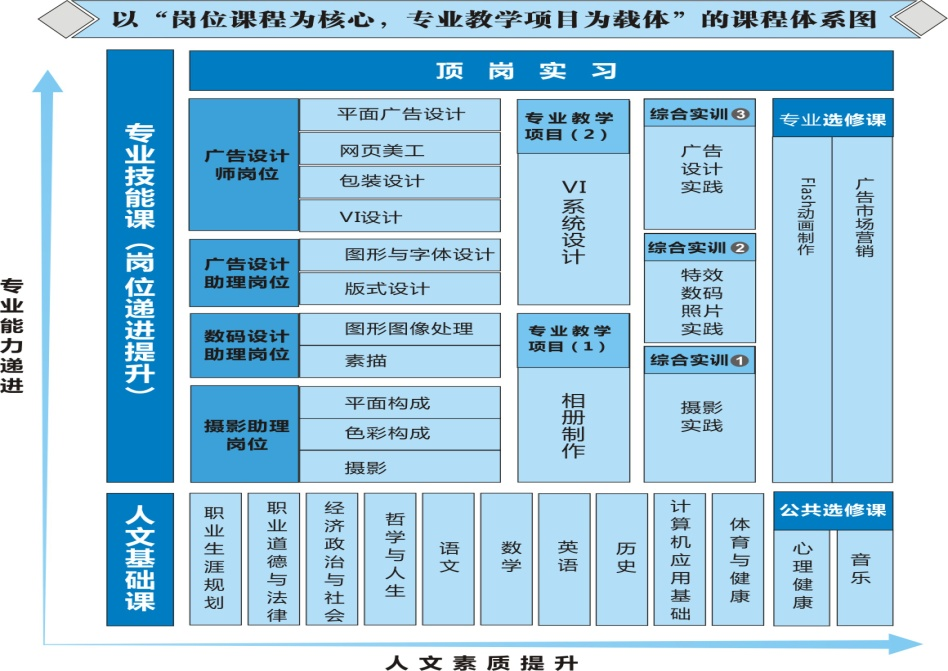 以“岗位课程为核心，专业教学项目为载体”的课程体系图
顶岗实习
专业技能课（岗位递进提升）
广告设计
师岗位
平面广告设计
网页美工
包装设计
VI设计
广告设计
助理岗位
图形与字体设计
版式设计
数码设计
助理岗位
图形图像处理
素描
摄影助理
岗位
平面构成
色彩构成
摄影
专业教学
项目（2）
VI系统设计
专业教学
项目（1）
相册制作
综合实训3
广告
设计
实践
综合实训2
特效
数码
照片
实践
综合实训1
摄影
实践
专业选修课
Flash动画制作
广告市场营销
专业能力递进
人文基础课
职业生涯规划
职业道德与法律
经济政治与社会
哲学与人生
语文
数学
英语
历史
计算机应用基础
体育与健康
公共选修课
心理健康
音乐
人文素质提升